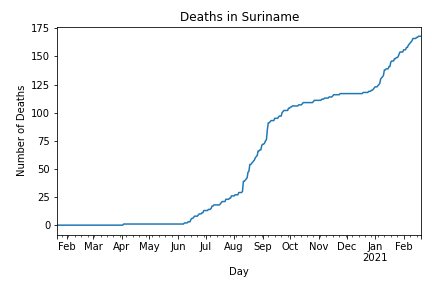 Deaths in Suriname
175
150
125
100
75
50
25
0
Number of Deaths
Feb Mar Apr May Jun Jul Aug Sep Oct Nov Dec Jan Feb
2021
Day